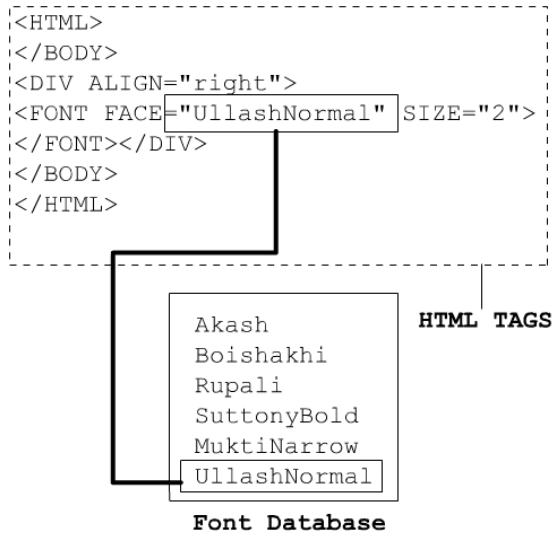 <HTML>
</BODY>
<DIV ALIGN="right">
<FONT FACE="UllashNormal" SIZE="2">
</FONT></DIV>
</BODY>
</HTML>
HTML TAGS
Akash
Boishakhi
Rupali
SuttonyBold
MuktiNarrow
UllashNormal
Font Database